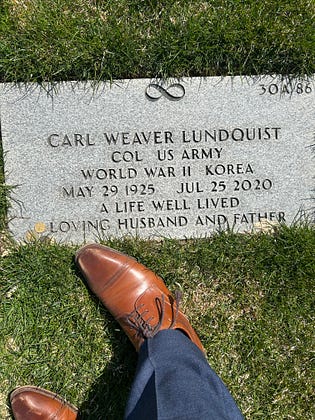 30A/86
CARL WEAVER LUNDQUIST
COL US ARMY
WORLD WAR II KOREA
MAY 29 1925 JUL 25 2020
A LIFE WELL LIVED
LOVING HUSBAND AND FATHER